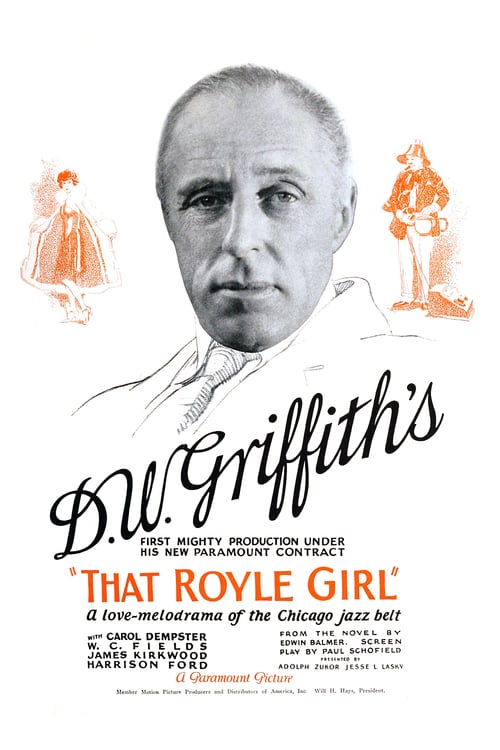 D.W. Griffith's
FIRST MIGHTY PRODUCTION UNDER
HIS NEW PARAMOUNT CONTRACT
"THAT ROYLE GIRL"
A love-melodrama of the Chicago jazz belt
WITH CAROL DEMPSTER
W. C. FIELDS
JAMES KIRKWOOD
HARRISON FORD
FROM THE NOVEL BY
EDWIN BALMER. SCREEN
PLAY BY PAUL SCHOFIELD
PRESENTED BY
ADOLPH ZUKOR JESSE L LASKY
A Paramount Picture
Member Motion Picture Producers and Distributors of America, Inc. Will H. Hays, President.